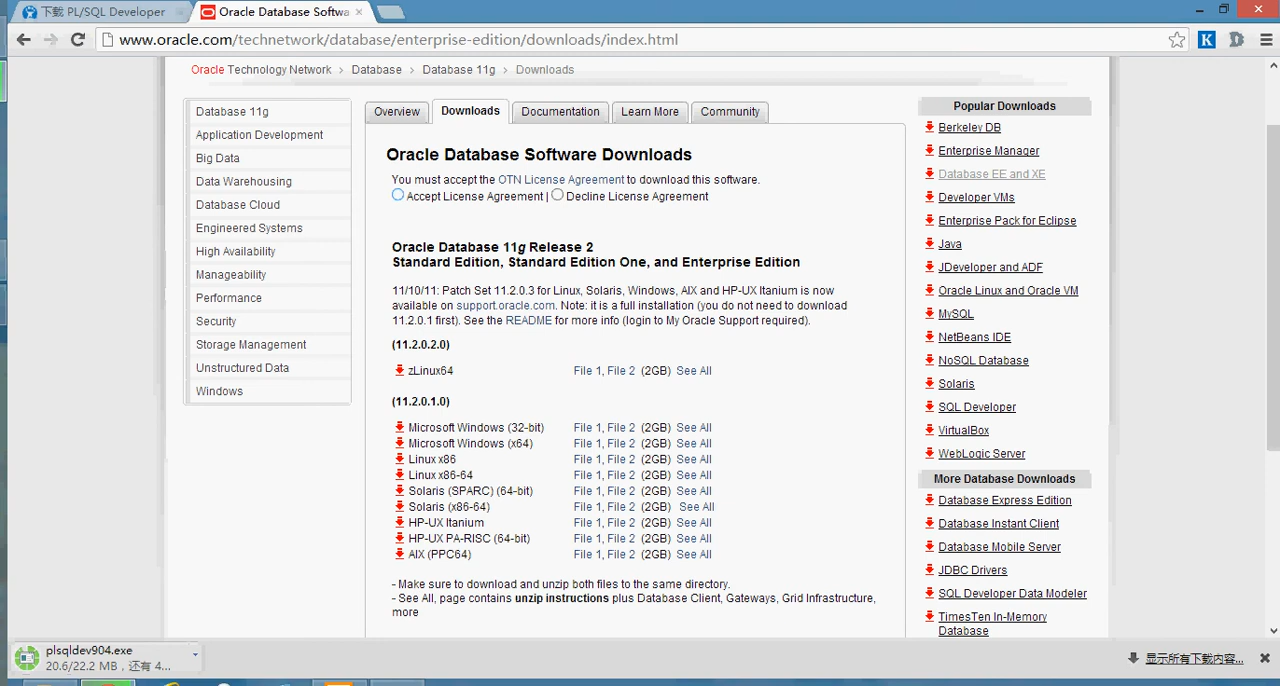 下载 PL/SQL Developer
Oracle Database Softwa
www.oracle.com/technetwork/database/enterprise-edition/downloads/index.html
Oracle Technology Network > Database > Database 11g > Downloads
Database 11g
Application Development
Big Data
Data Warehousing
Database Cloud
Engineered Systems
High Availability
Manageability
Performance
Security
Storage Management
Unstructured Data
Windows
Overview
Downloads
Documentation
Learn More
Community
Oracle Database Software Downloads
You must accept the OTN License Agreement to download this software.
Accept License Agreement | Decline License Agreement
Oracle Database 11g Release 2
Standard Edition, Standard Edition One, and Enterprise Edition
11/10/11: Patch Set 11.2.0.3 for Linux, Solaris, Windows, AIX and HP-UX Itanium is now
available on support.oracle.com. Note: it is a full installation (you do not need to download
11.2.0.1 first). See the README for more info (login to My Oracle Support required).
(11.2.0.2.0)
zLinux64 File 1, File 2 (2GB) See All
(11.2.0.1.0)
Microsoft Windows (32-bit) File 1, File 2 (2GB) See All
Microsoft Windows (x64) File 1, File 2 (2GB) See All
Linux x86 File 1, File 2 (2GB) See All
Linux x86-64 File 1, File 2 (2GB) See All
Solaris (SPARC) (64-bit) File 1, File 2 (2GB) See All
Solaris (x86-64) File 1, File 2 (2GB) See All
HP-UX Itanium File 1, File 2 (2GB) See All
HP-UX PA-RISC (64-bit) File 1, File 2 (2GB) See All
AIX (PPC64) File 1, File 2 (2GB) See All
- Make sure to download and unzip both files to the same directory.
- See All, page contains unzip instructions plus Database Client, Gateways, Grid Infrastructure,
more
Popular Downloads
Berkeley DB
Enterprise Manager
Database EE and XE
Developer VMs
Enterprise Pack for Eclipse
Java
JDeveloper and ADF
Oracle Linux and Oracle VM
MySQL
NetBeans IDE
NoSQL Database
Solaris
SQL Developer
VirtualBox
WebLogic Server
More Database Downloads
Database Express Edition
Database Instant Client
Database Mobile Server
JDBC Drivers
SQL Developer Data Modeler
TimesTen In-Memory
Database
plsqldev904.exe
20.6/22.2 MB，还有 4...
显示所有下载内容...